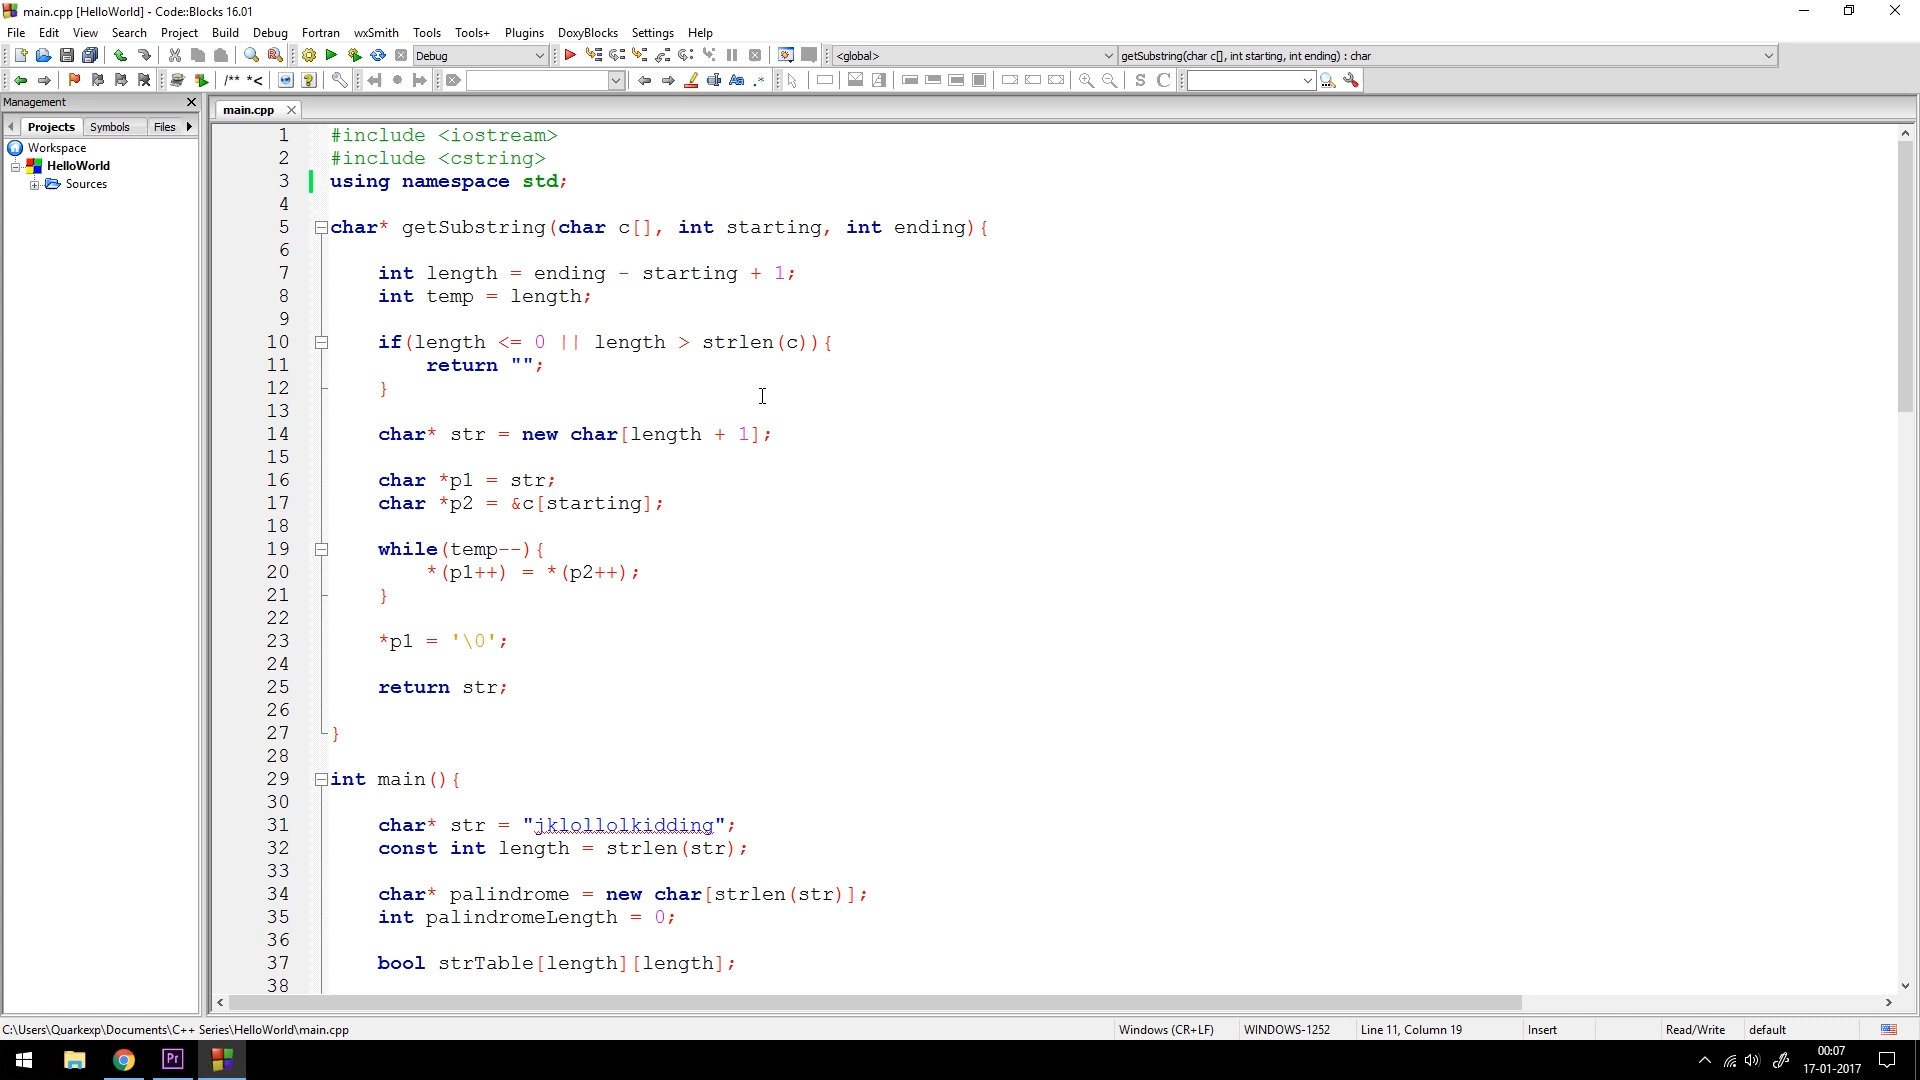 main.cpp [HelloWorld] - Code::Blocks 16.01
File Edit View Search Project Build Debug Fortran wxSmith Tools Tools+ Plugins DoxyBlocks Settings Help
Debug <global> getSubstring(char c[], int starting, int ending) : char
/** *< Aa .* S C
Management
Projects Symbols Files
main.cpp
Workspace
HelloWorld
Sources
1 #include <iostream>
2 #include <cstring>
3 using namespace std;
4
5 char* getSubstring(char c[], int starting, int ending){
6
7 int length = ending - starting + 1;
8 int temp = length;
9
10 if(length <= 0 || length > strlen(c)){
11 return "";
12 }
13
14 char* str = new char[length + 1];
15
16 char *p1 = str;
17 char *p2 = &c[starting];
18
19 while(temp--){
20 *(p1++) = *(p2++);
21 }
22
23 *p1 = '\0';
24
25 return str;
26
27 }
28
29 int main(){
30
31 char* str = "jklollolkidding";
32 const int length = strlen(str);
33
34 char* palindrome = new char[strlen(str)];
35 int palindromeLength = 0;
36
37 bool strTable[length][length];
38
C:\Users\Quarkexp\Documents\C++ Series\HelloWorld\main.cpp Windows (CR+LF) WINDOWS-1252 Line 11, Column 19 Insert Read/Write default
Pr
00:07
17-01-2017